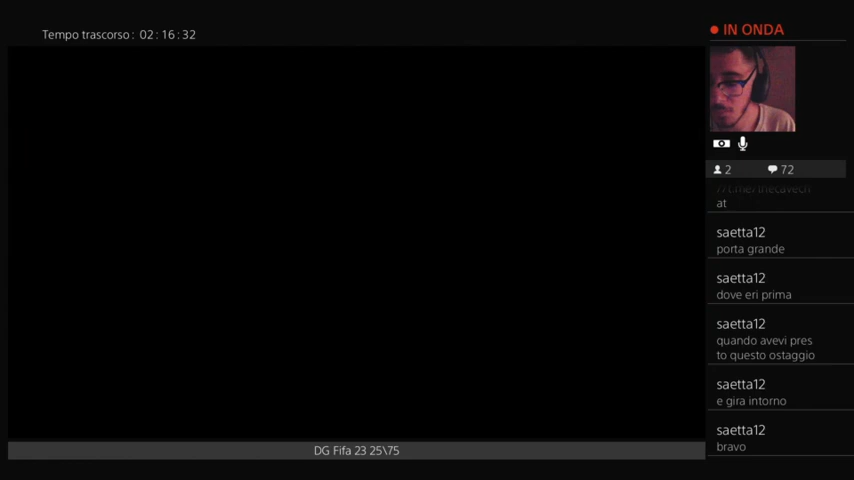 Tempo trascorso: 02:16:32
IN ONDA
2 72
at
saetta12
porta grande
saetta12
dove eri prima
saetta12
quando avevi pres
to questo ostaggio
saetta12
e gira intorno
saetta12
bravo
DG Fifa 23 25\75